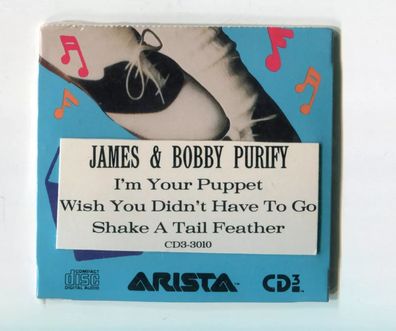 JAMES & BOBBY PURIFY
I'm Your Puppet
Wish You Didn't Have To Go
Shake A Tail Feather
CD3-3010
COMPACT
disc
DIGITAL AUDIO
ARISTA™
CD3